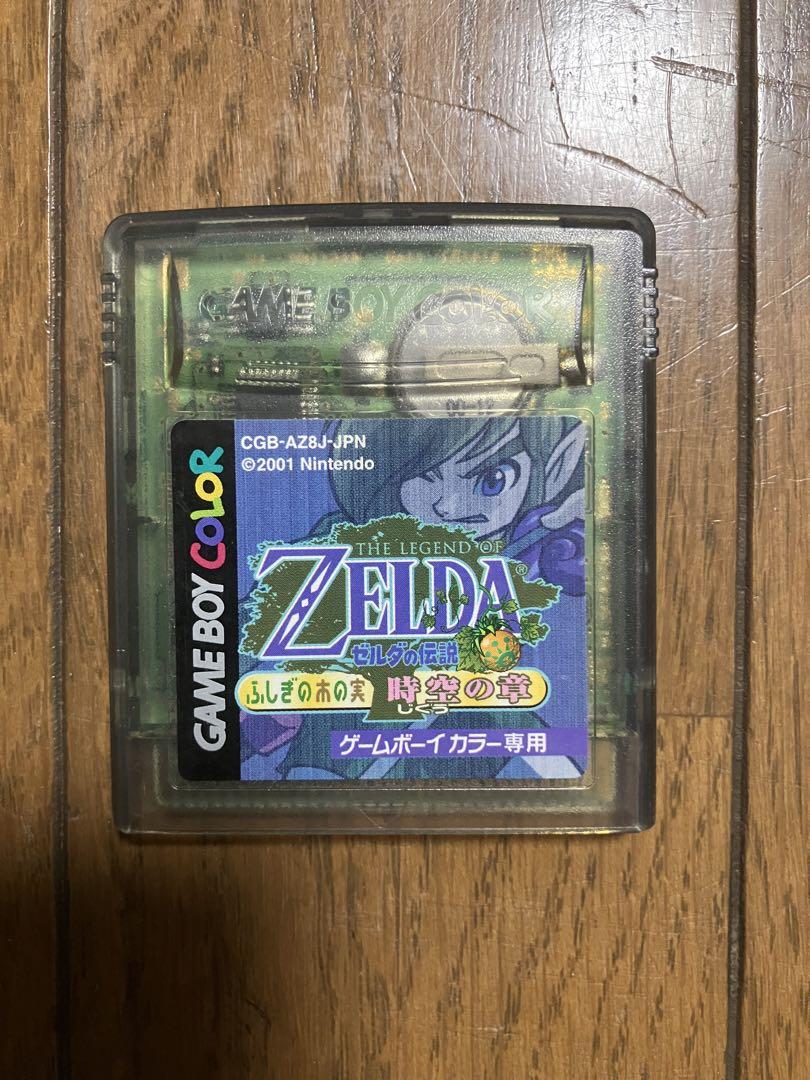 GAME BOY COLOR
CGB-AZ8J-JPN
©2001 Nintendo
GAME BOY COLOR
THE LEGEND OF
ZELDA®
ゼルダの伝説
ふしぎの木の実 時空の章
じくう
ゲームボーイカラー専用